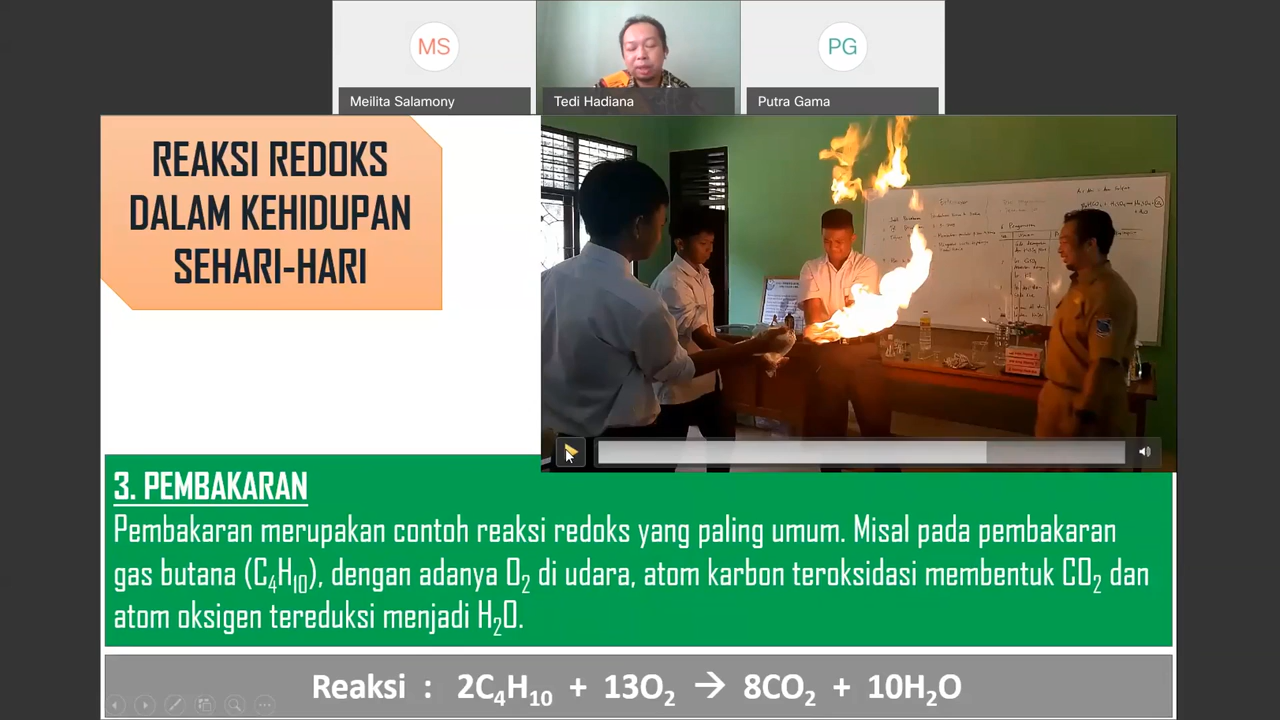 MS
PG
Meilita Salamony
Tedi Hadiana
Putra Gama
REAKSI REDOKS
DALAM KEHIDUPAN
SEHARI-HARI
3. PEMBAKARAN
Pembakaran merupakan contoh reaksi redoks yang paling umum. Misal pada pembakaran
gas butana (C₄H₁₀), dengan adanya O₂ di udara, atom karbon teroksidasi membentuk CO₂ dan
atom oksigen tereduksi menjadi H₂O.
Reaksi : 2C₄H₁₀ + 13O₂ → 8CO₂ + 10H₂O